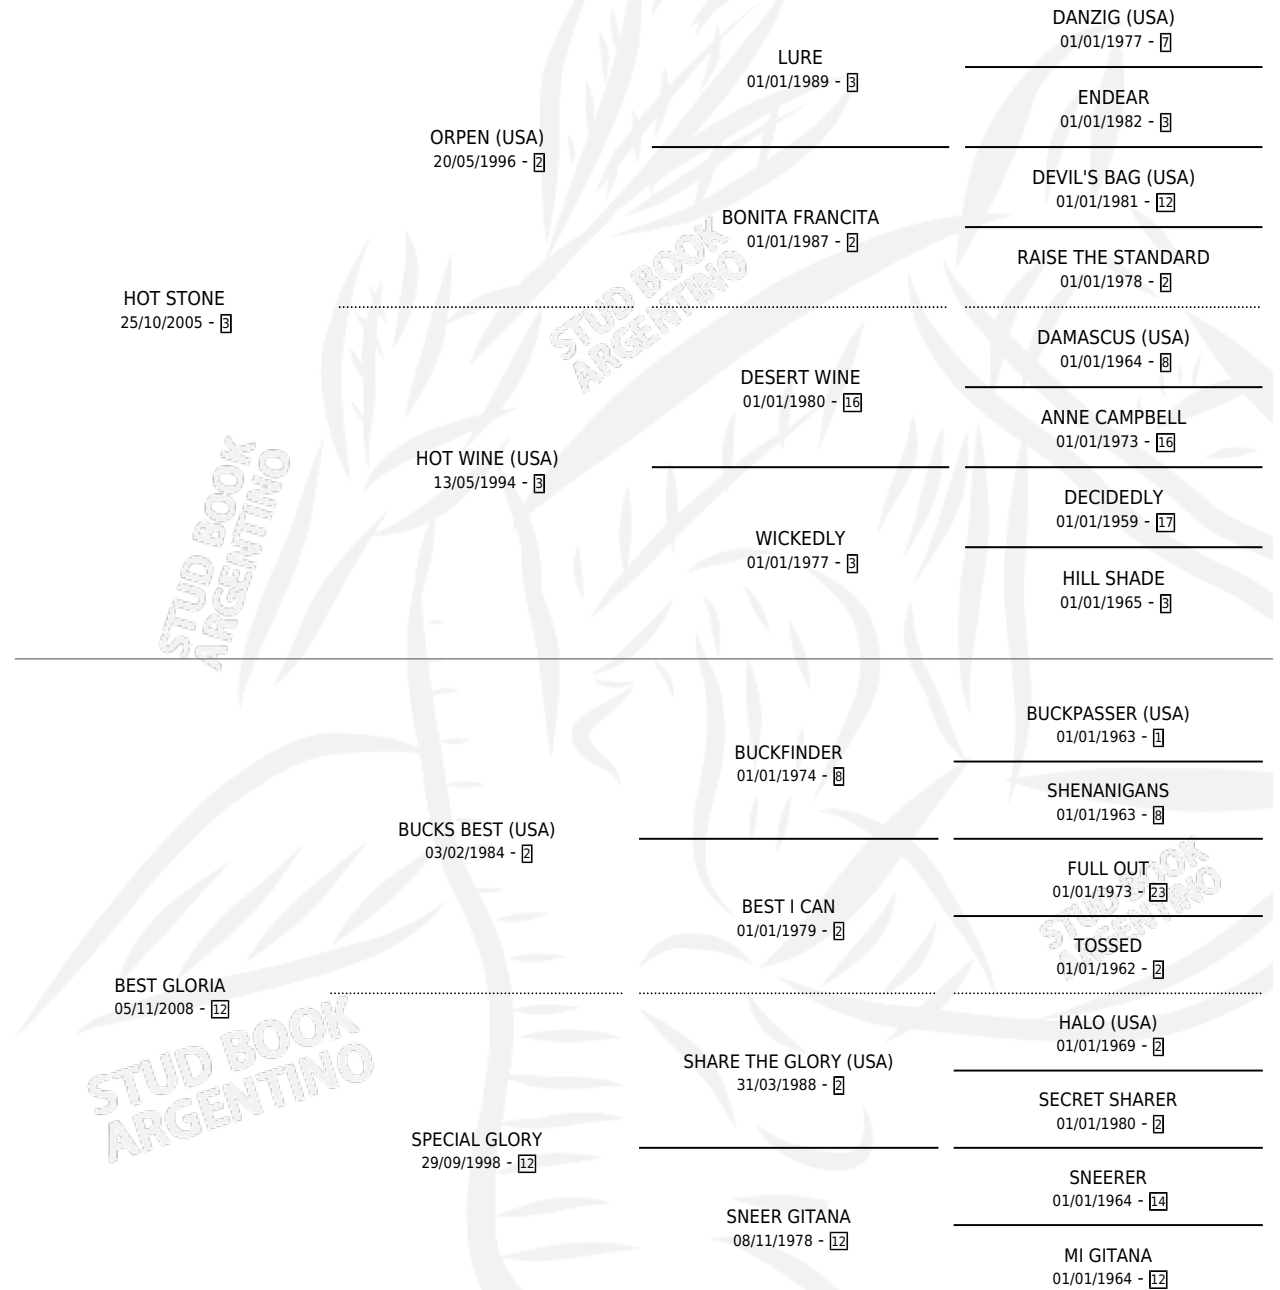 DANZIG (USA)
01/01/1977 - 7
LURE
01/01/1989 - 3
ENDEAR
01/01/1982 - 3
ORPEN (USA)
20/05/1996 - 2
DEVIL'S BAG (USA)
01/01/1981 - 12
BONITA FRANCITA
01/01/1987 - 2
RAISE THE STANDARD
01/01/1978 - 2
HOT STONE
25/10/2005 - 3
STUD BOOK
ARGENTINO
DAMASCUS (USA)
01/01/1964 - 8
DESERT WINE
01/01/1980 - 16
ANNE CAMPBELL
01/01/1973 - 16
HOT WINE (USA)
13/05/1994 - 3
DECIDEDLY
01/01/1959 - 17
WICKEDLY
01/01/1977 - 3
HILL SHADE
01/01/1965 - 3
STUD BOOK
ARGENTINO
BUCKPASSER (USA)
01/01/1963 - 1
BUCKFINDER
01/01/1974 - 8
SHENANIGANS
01/01/1963 - 8
BUCKS BEST (USA)
03/02/1984 - 2
FULL OUT
01/01/1973 - 23
BEST I CAN
01/01/1979 - 2
STUD BOOK
ARGENTINO
TOSSED
01/01/1962 - 2
BEST GLORIA
05/11/2008 - 12
STUD BOOK
ARGENTINO
HALO (USA)
01/01/1969 - 2
SHARE THE GLORY (USA)
31/03/1988 - 2
SECRET SHARER
01/01/1980 - 2
SPECIAL GLORY
29/09/1998 - 12
SNEERER
01/01/1964 - 14
SNEER GITANA
08/11/1978 - 12
MI GITANA
01/01/1964 - 12